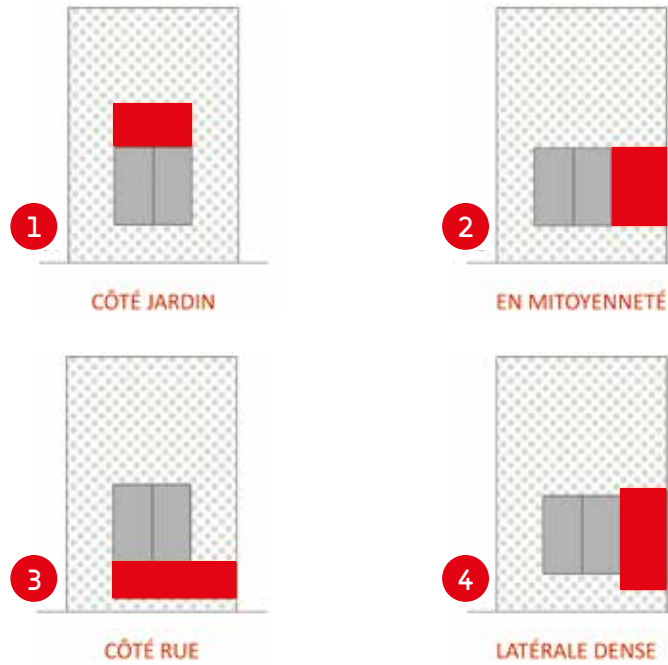 1
2
CÔTÉ JARDIN
EN MITOYENNETÉ
3
4
CÔTÉ RUE
LATÉRALE DENSE